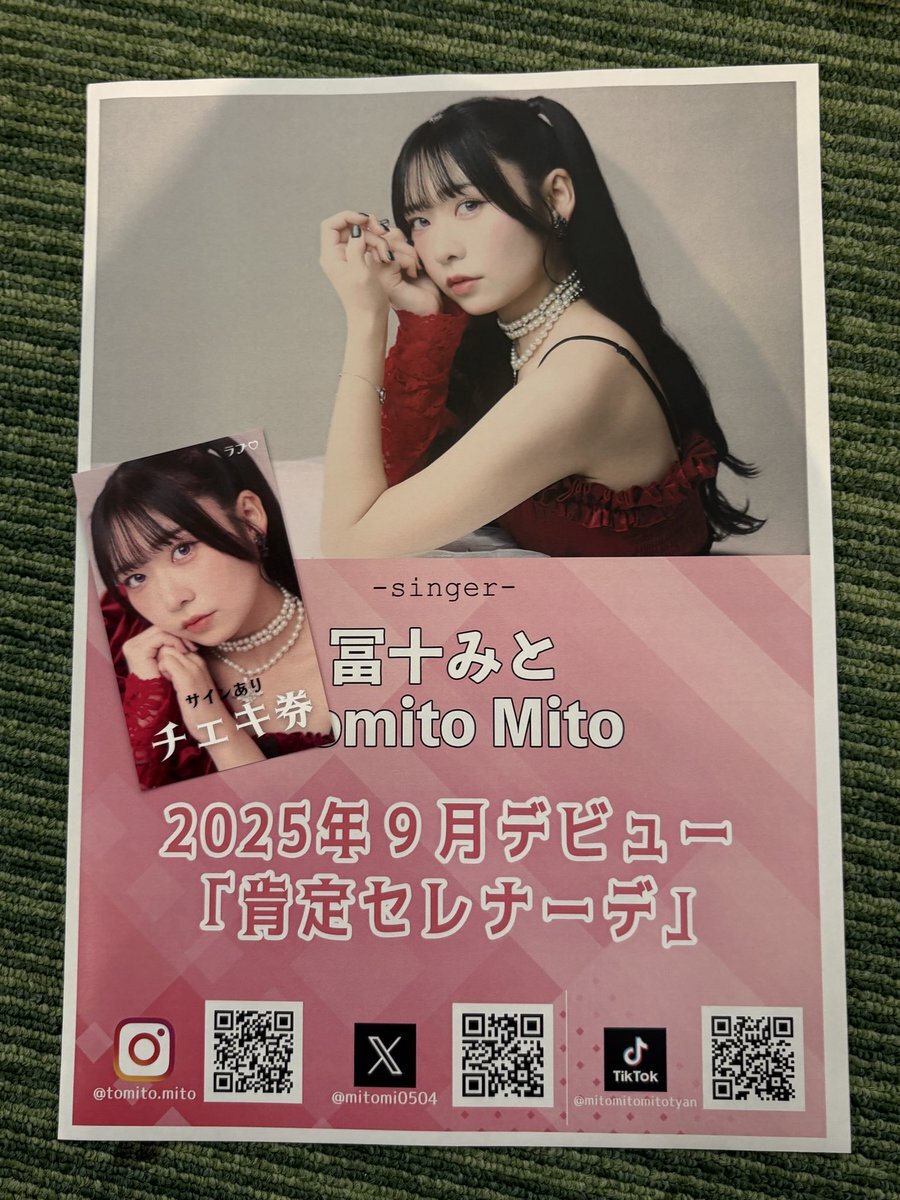 -singer-
冨十みと
omito Mito
2025年9月デビュー
「肯定セレナーデ」
ラブ♡
サインあり
チェキ券
@tomito.mito
@mitomi0504
TikTok
@mitomitomitotyan